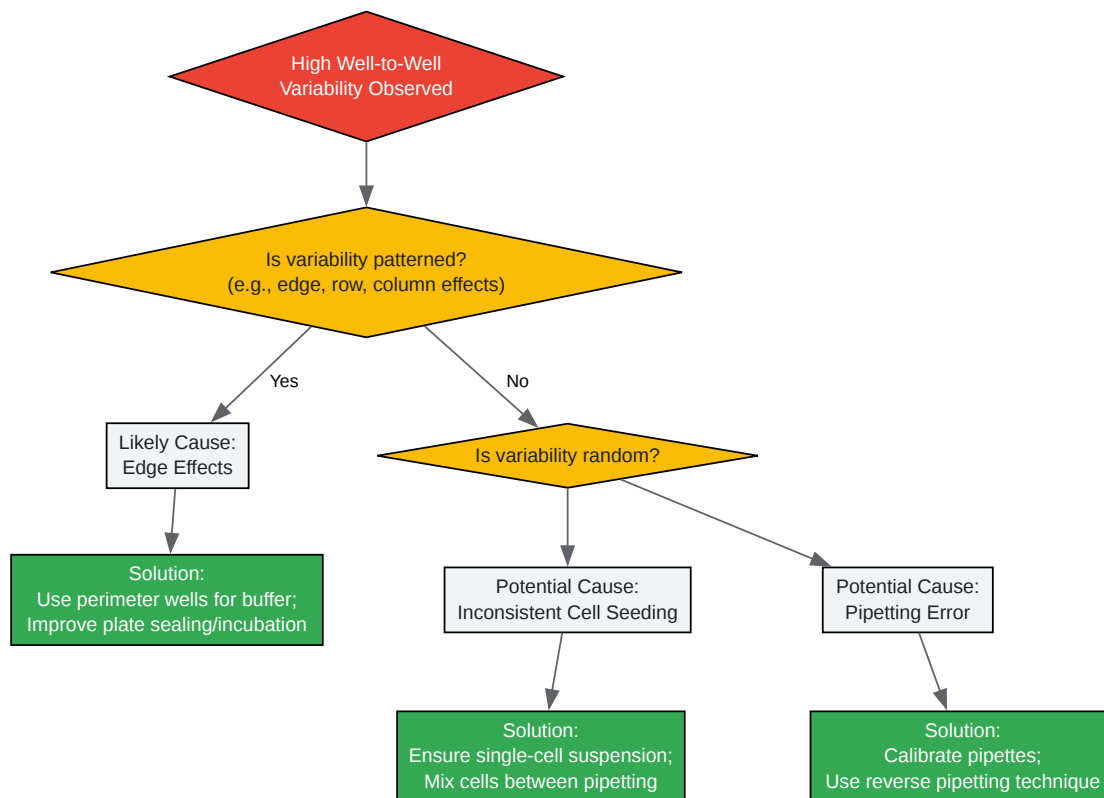 High Well-to-Well
Variability Observed
Is variability patterned?
(e.g., edge, row, column effects)
Yes
No
Likely Cause:
Edge Effects
Is variability random?
Solution:
Use perimeter wells for buffer;
Improve plate sealing/incubation
Potential Cause:
Inconsistent Cell Seeding
Potential Cause:
Pipetting Error
Solution:
Ensure single-cell suspension;
Mix cells between pipetting
Solution:
Calibrate pipettes;
Use reverse pipetting technique